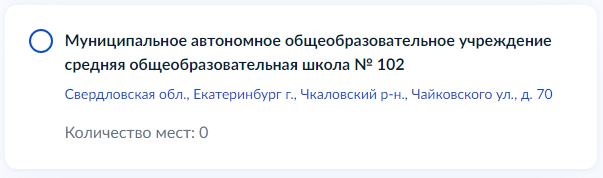 Муниципальное автономное общеобразовательное учреждение
средняя общеобразовательная школа № 102
Свердловская обл., Екатеринбург г., Чкаловский р-н., Чайковского ул., д. 70
Количество мест: 0